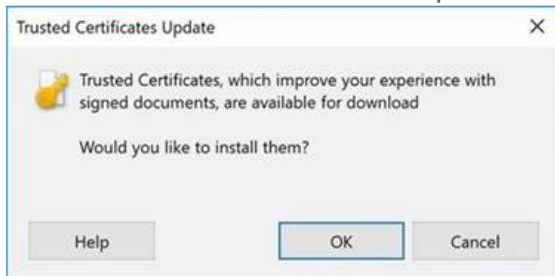 Trusted Certificates Update
Trusted Certificates, which improve your experience with
signed documents, are available for download
Would you like to install them?
Help
OK
Cancel